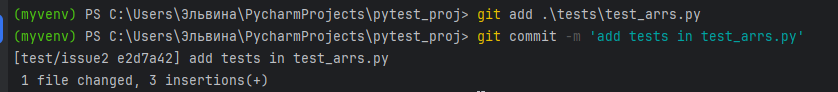 (myvenv) PS C:\Users\Эльвина\PycharmProjects\pytest_proj> git add .\tests\test_arrs.py
(myvenv) PS C:\Users\Эльвина\PycharmProjects\pytest_proj> git commit -m 'add tests in test_arrs.py'
[test/issue2 e2d7a42] add tests in test_arrs.py
 1 file changed, 3 insertions(+)